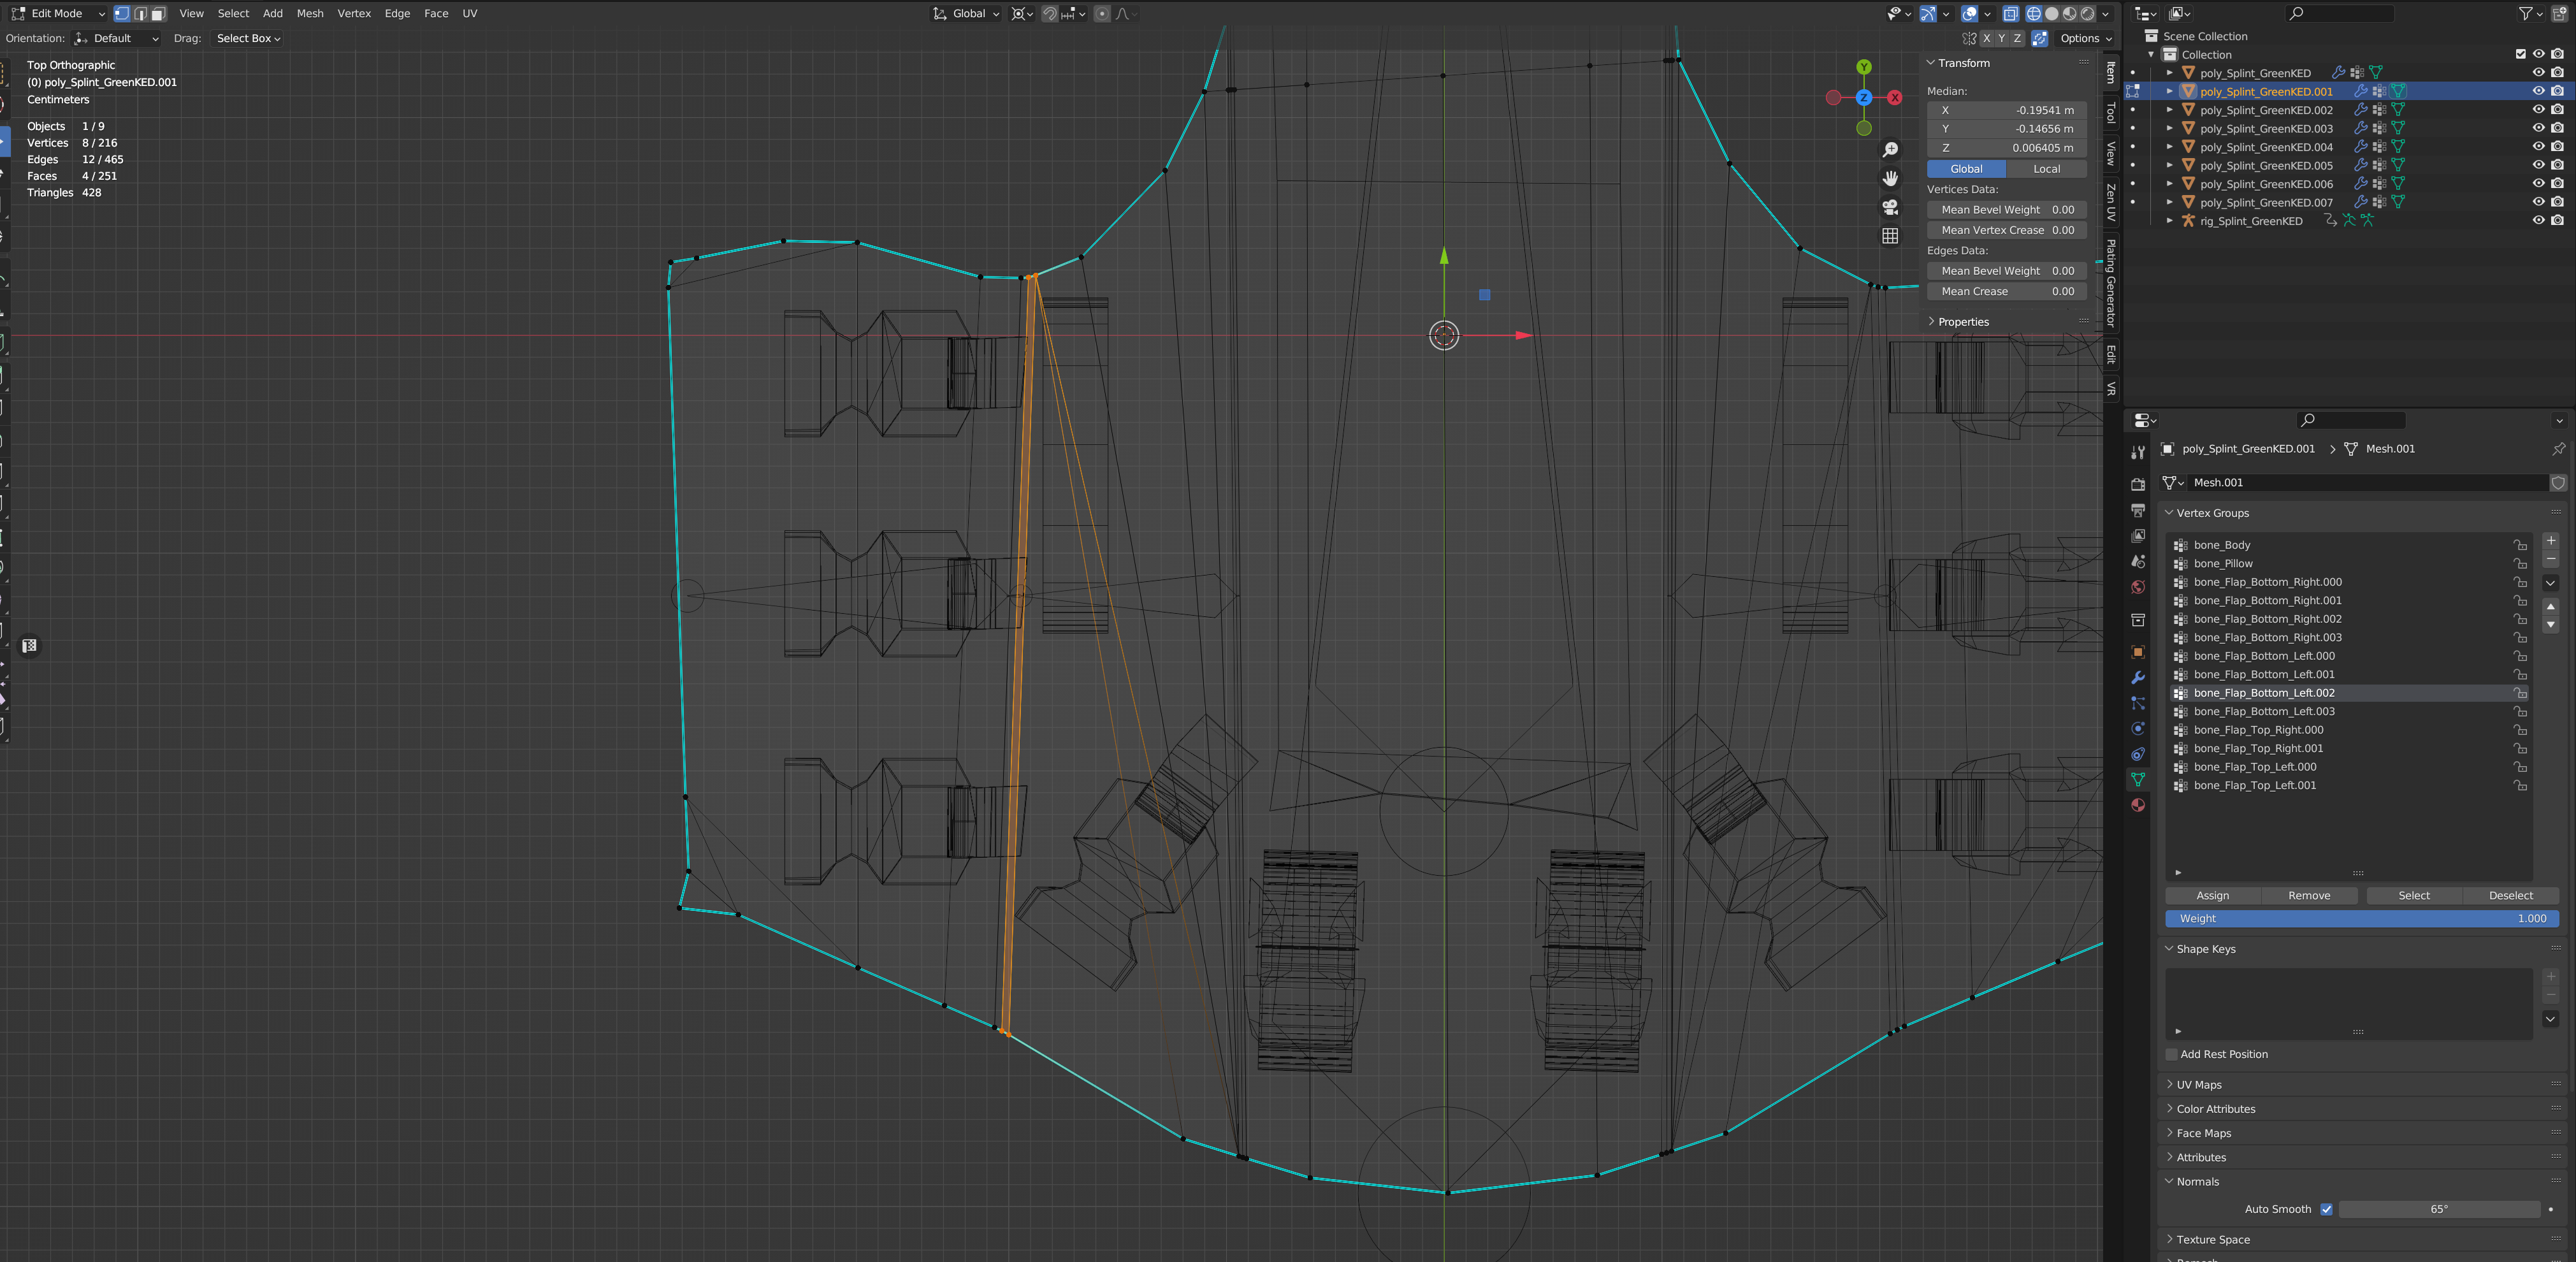 Edit Mode View Select Add Mesh Vertex Edge Face UV Global
Orientation: Default Drag: Select Box X Y Z Options
Top Orthographic
(0) poly_Splint_GreenKED.001
Centimeters
Objects 1 / 9
Vertices 8 / 216
Edges 12 / 465
Faces 4 / 251
Triangles 428
Y
Z X
Transform
Median:
X -0.19541 m
Y -0.14656 m
Z 0.006405 m
Global Local
Vertices Data:
Mean Bevel Weight 0.00
Mean Vertex Crease 0.00
Edges Data:
Mean Bevel Weight 0.00
Mean Crease 0.00
Properties
Item
Tool
View
Zen UV
Plating Generator
Edit
VR
Scene Collection
Collection
poly_Splint_GreenKED
poly_Splint_GreenKED.001
poly_Splint_GreenKED.002
poly_Splint_GreenKED.003
poly_Splint_GreenKED.004
poly_Splint_GreenKED.005
poly_Splint_GreenKED.006
poly_Splint_GreenKED.007
rig_Splint_GreenKED
poly_Splint_GreenKED.001 > Mesh.001
Mesh.001
Vertex Groups
bone_Body
bone_Pillow
bone_Flap_Bottom_Right.000
bone_Flap_Bottom_Right.001
bone_Flap_Bottom_Right.002
bone_Flap_Bottom_Right.003
bone_Flap_Bottom_Left.000
bone_Flap_Bottom_Left.001
bone_Flap_Bottom_Left.002
bone_Flap_Bottom_Left.003
bone_Flap_Top_Right.000
bone_Flap_Top_Right.001
bone_Flap_Top_Left.000
bone_Flap_Top_Left.001
Assign Remove Select Deselect
Weight 1.000
Shape Keys
Add Rest Position
UV Maps
Color Attributes
Face Maps
Attributes
Normals
Auto Smooth 65°
Texture Space